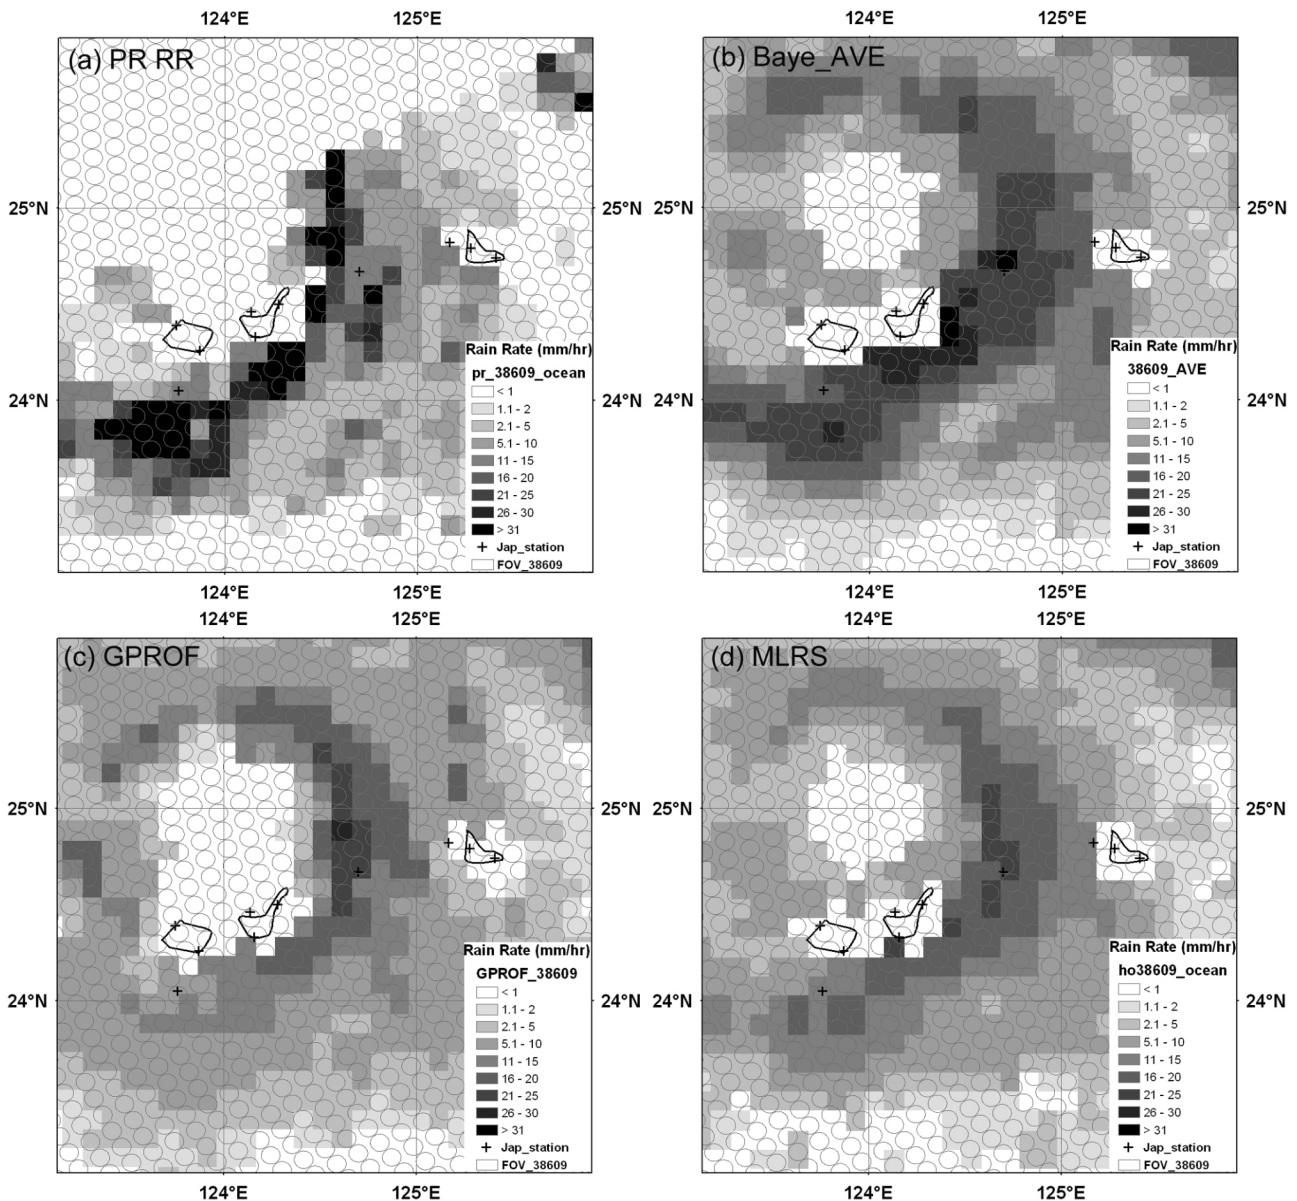 124°E 125°E 124°E 125°E
(a) PR RR
(b) Baye_AVE
25°N 25°N 25°N 25°N
24°N 24°N 24°N 24°N
Rain Rate (mm/hr)
pr_38609_ocean
< 1
1.1 - 2
2.1 - 5
5.1 - 10
11 - 15
16 - 20
21 - 25
26 - 30
> 31
Jap_station
FOV_38609
Rain Rate (mm/hr)
38609_AVE
< 1
1.1 - 2
2.1 - 5
5.1 - 10
11 - 15
16 - 20
21 - 25
26 - 30
> 31
Jap_station
FOV_38609
124°E 125°E 124°E 125°E
124°E 125°E 124°E 125°E
(c) GPROF
(d) MLRS
25°N 25°N 25°N 25°N
24°N 24°N 24°N 24°N
Rain Rate (mm/hr)
GPROF_38609
< 1
1.1 - 2
2.1 - 5
5.1 - 10
11 - 15
16 - 20
21 - 25
26 - 30
> 31
Jap_station
FOV_38609
Rain Rate (mm/hr)
ho38609_ocean
< 1
1.1 - 2
2.1 - 5
5.1 - 10
11 - 15
16 - 20
21 - 25
26 - 30
> 31
Jap_station
FOV_38609
124°E 125°E 124°E 125°E